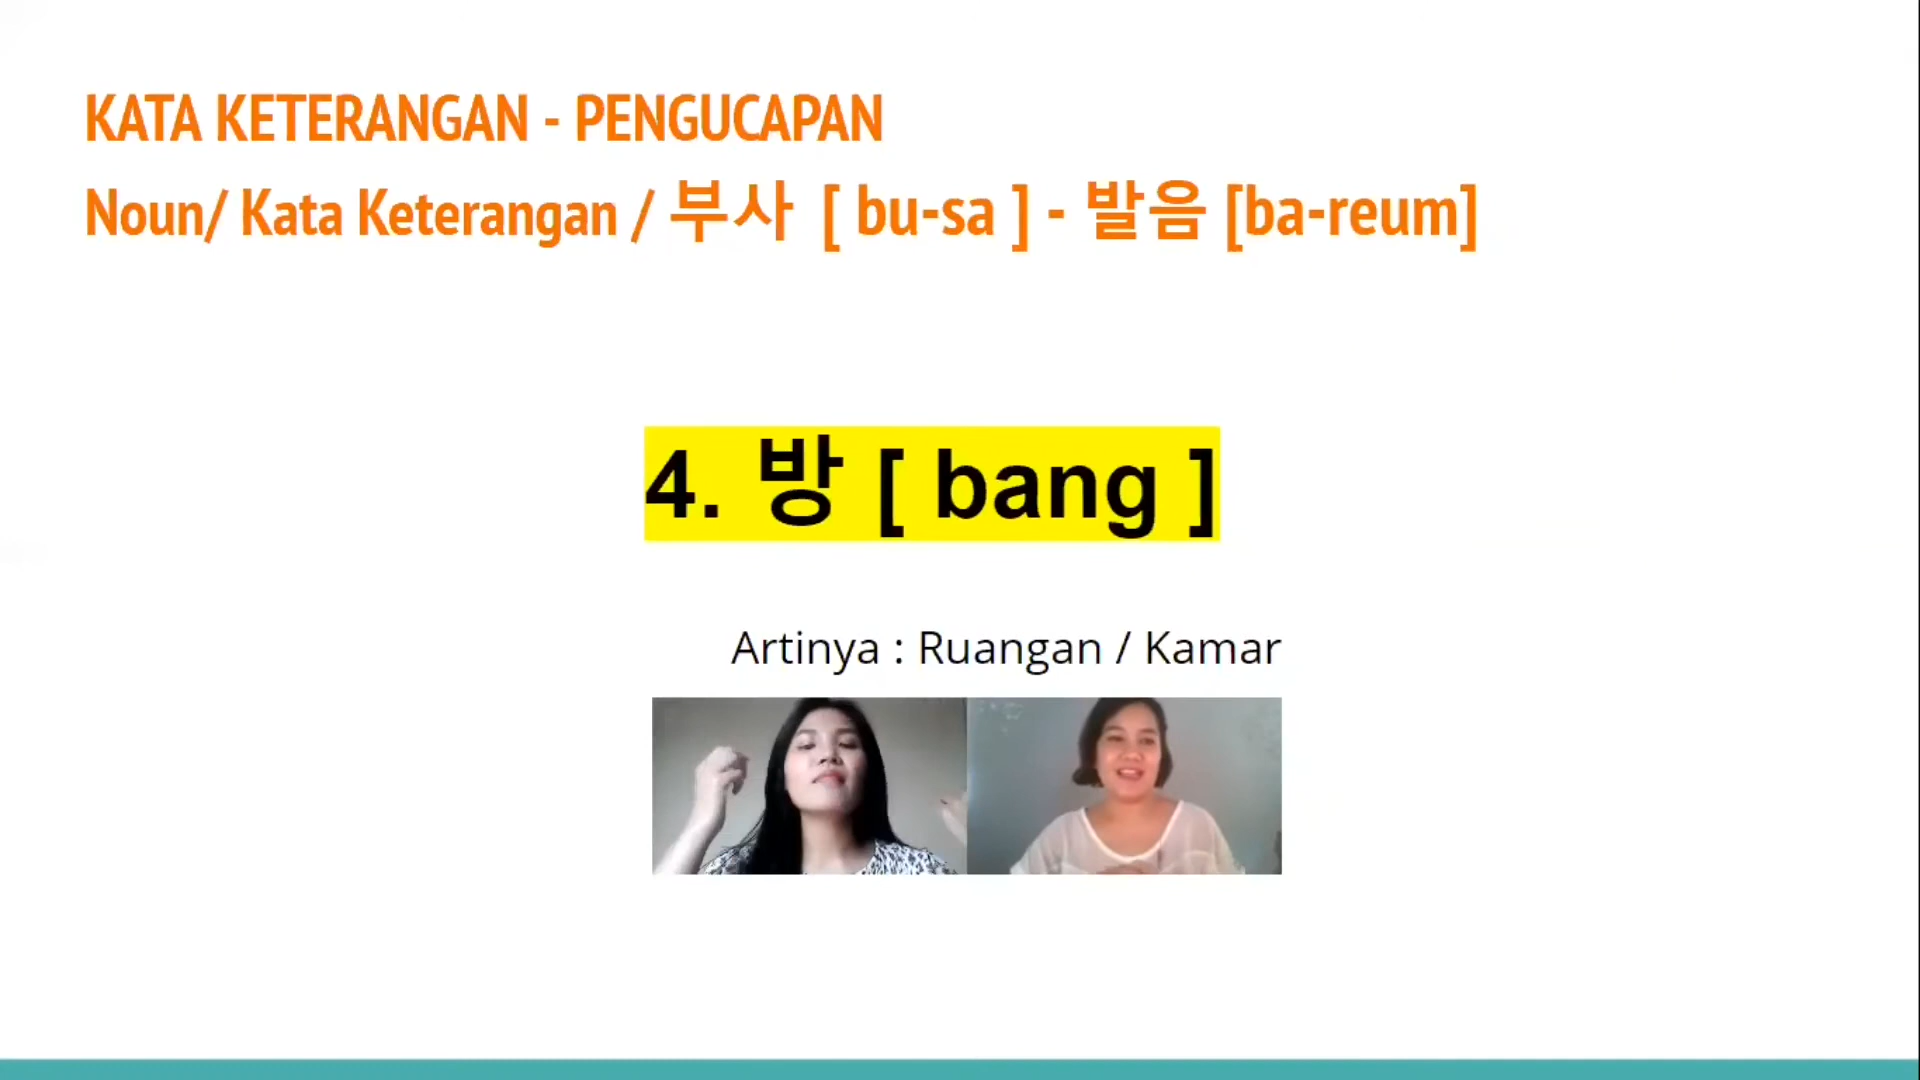 KATA KETERANGAN - PENGUCAPAN
Noun/ Kata Keterangan / 부사 [ bu-sa ] - 발음 [ba-reum]
4. 방 [ bang ]
Artinya : Ruangan / Kamar